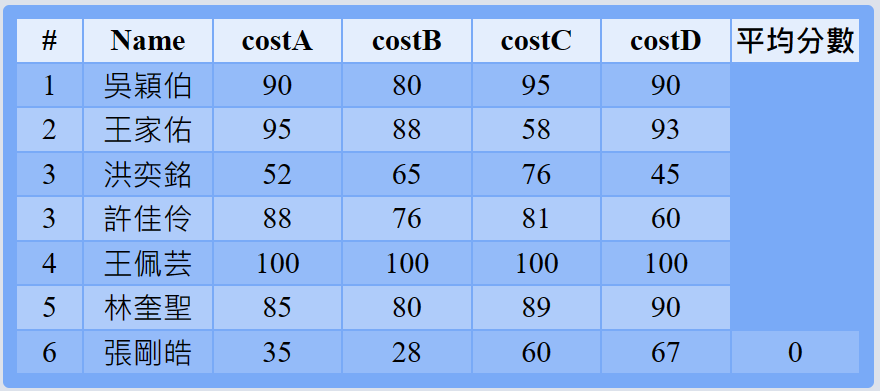 # Name costA costB costC costD 平均分數
1 吳穎伯 90 80 95 90
2 王家佑 95 88 58 93
3 洪奕銘 52 65 76 45
3 許佳伶 88 76 81 60
4 王佩芸 100 100 100 100
5 林奎聖 85 80 89 90
6 張剛皓 35 28 60 67 0